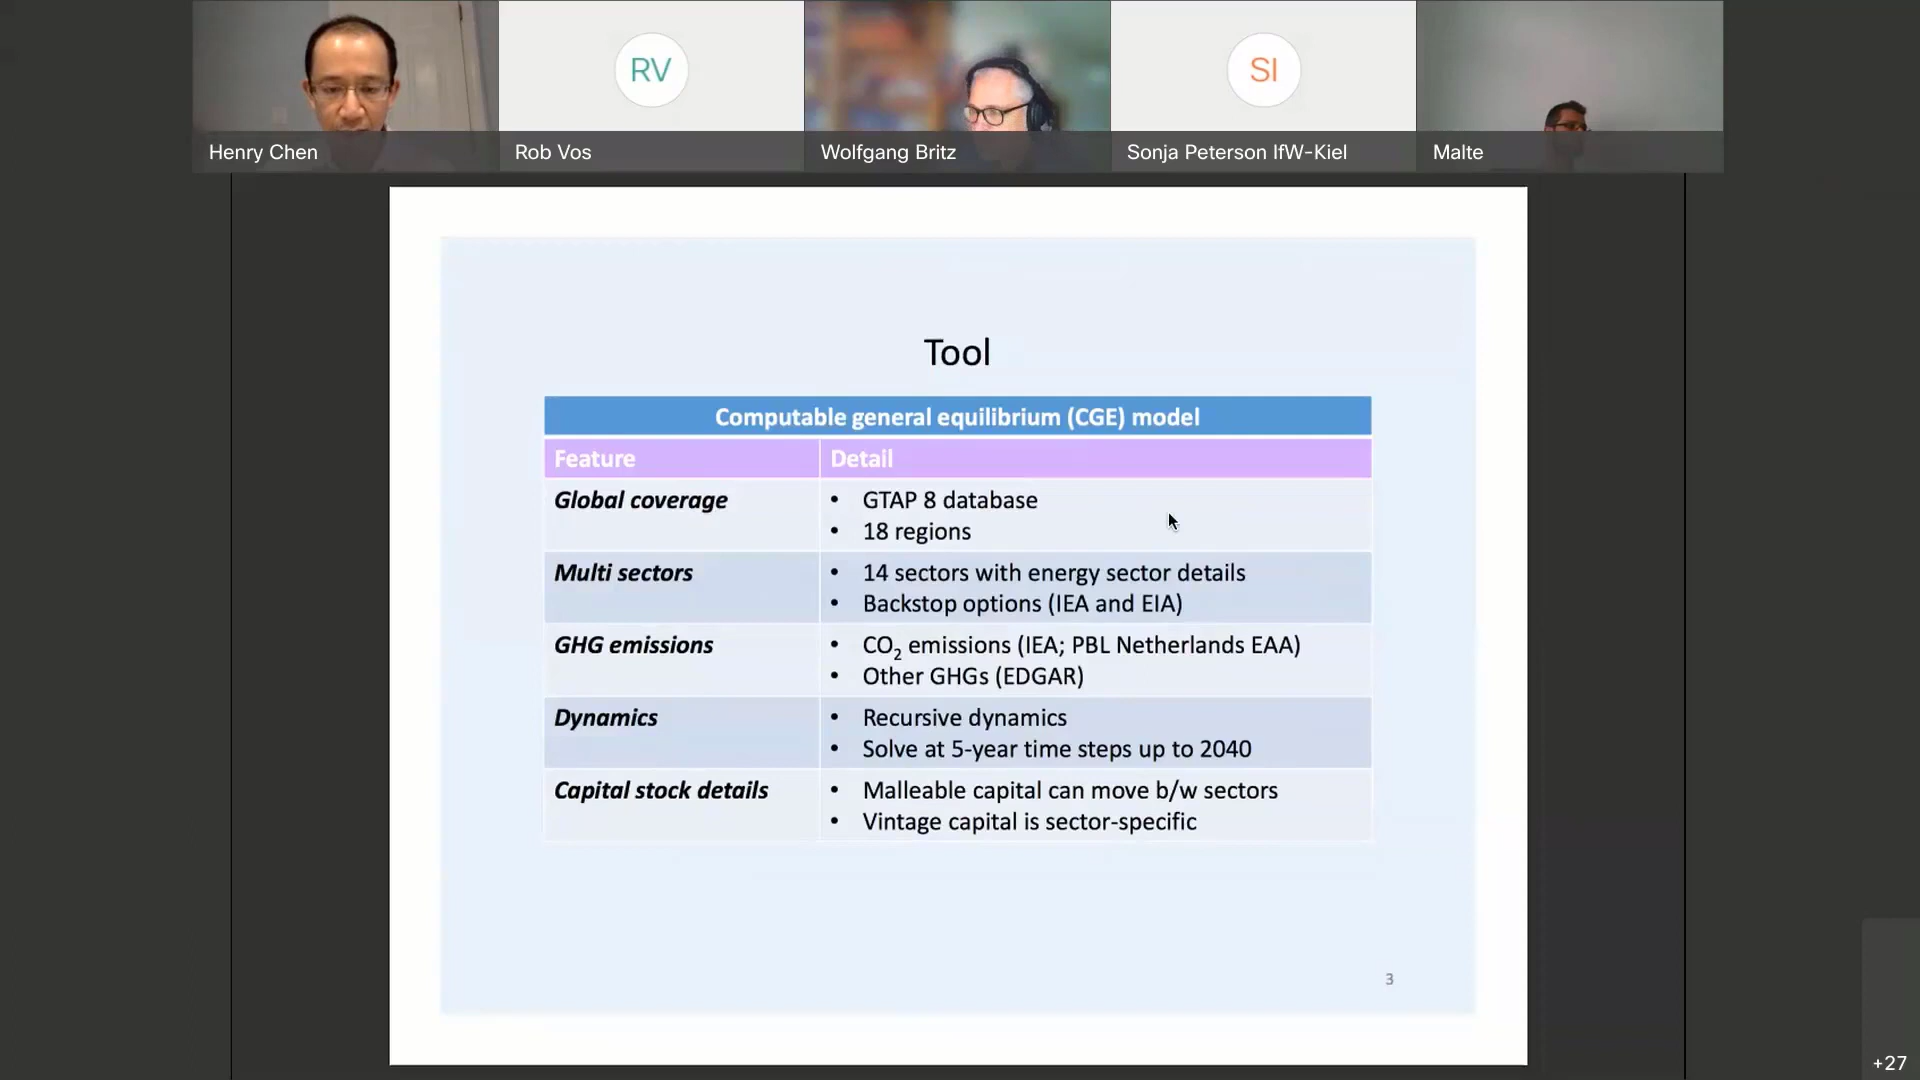 RV
SI
Henry Chen
Rob Vos
Wolfgang Britz
Sonja Peterson IfW-Kiel
Malte
Tool
Computable general equilibrium (CGE) model
Feature
Detail
Global coverage
• GTAP 8 database
• 18 regions
Multi sectors
• 14 sectors with energy sector details
• Backstop options (IEA and EIA)
GHG emissions
• CO₂ emissions (IEA; PBL Netherlands EAA)
• Other GHGs (EDGAR)
Dynamics
• Recursive dynamics
• Solve at 5-year time steps up to 2040
Capital stock details
• Malleable capital can move b/w sectors
• Vintage capital is sector-specific
3
+27